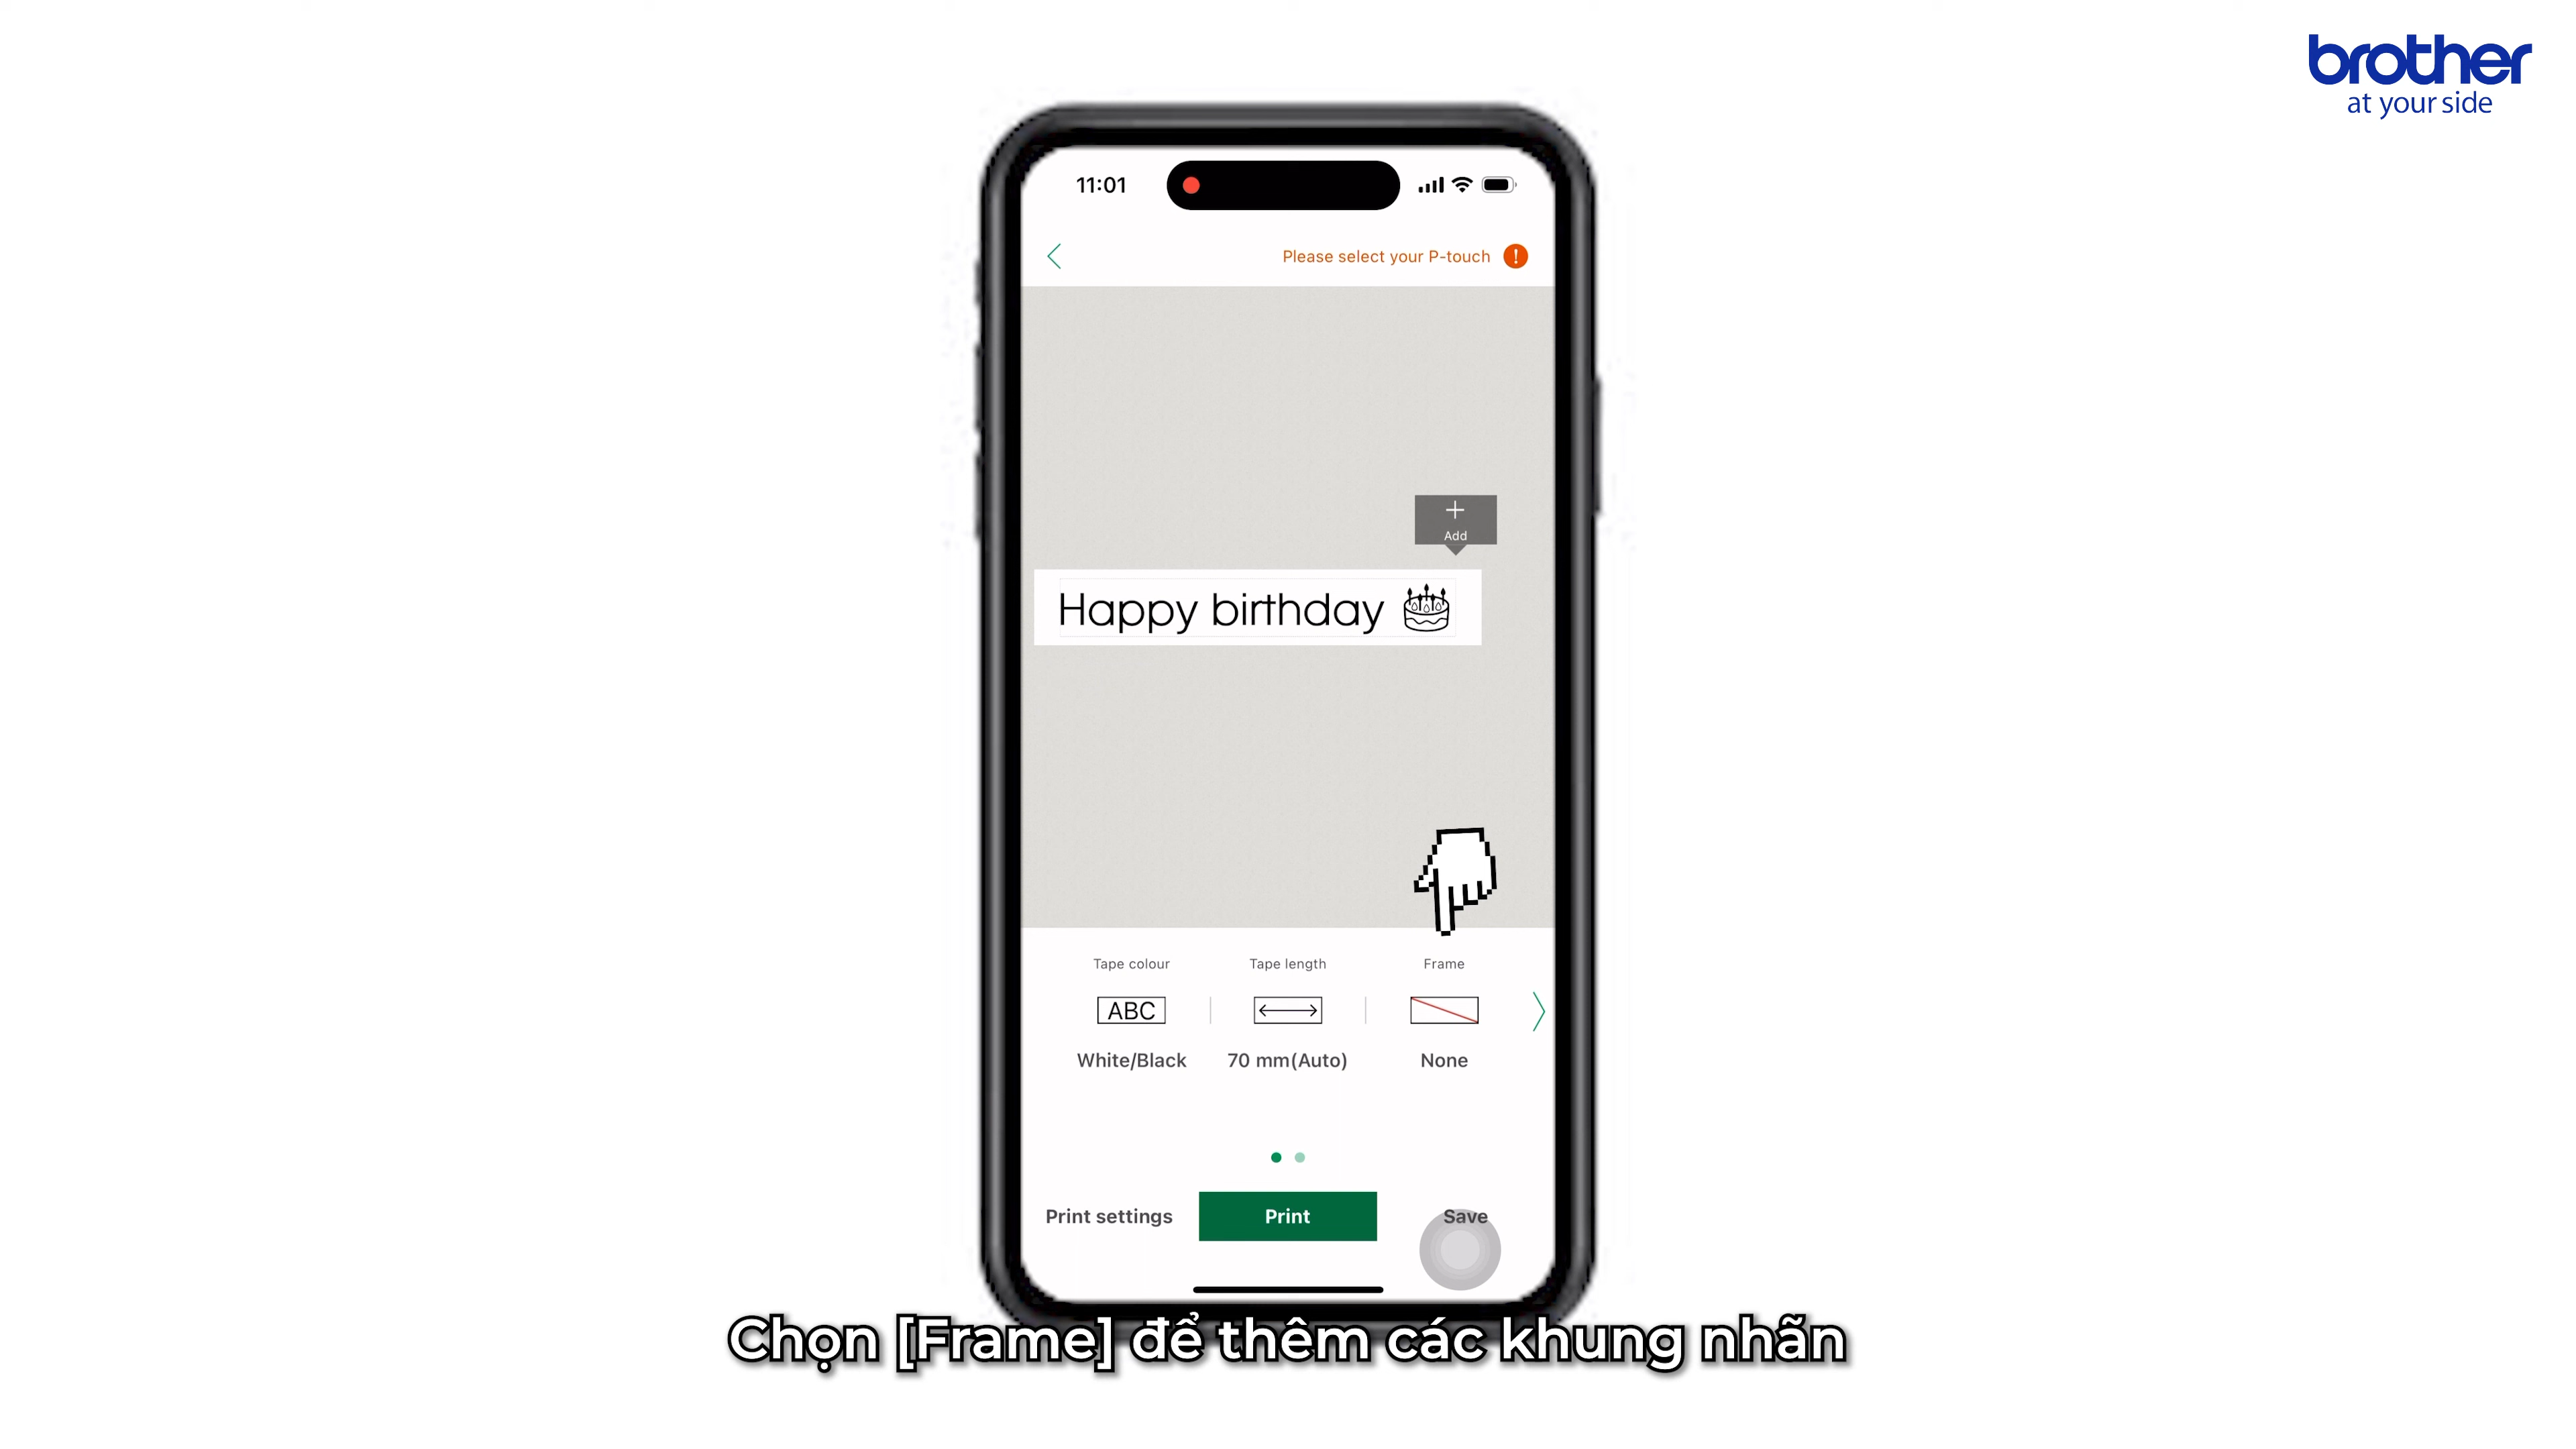 brother
at your side
11:01
Please select your P-touch !
Add
Happy birthday
Tape colour Tape length Frame
ABC
White/Black 70 mm(Auto) None
Print settings Print Save
Chọn [Frame] để thêm các khung nhãn